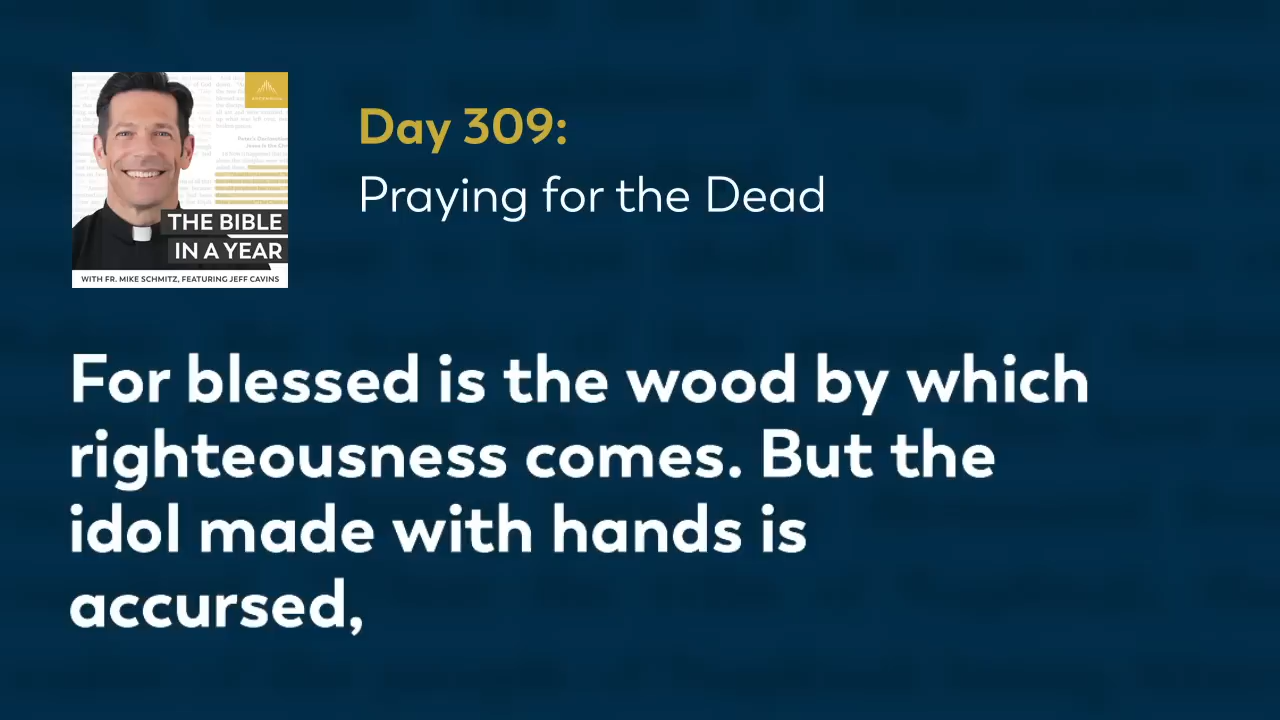 Day 309:
Praying for the Dead
THE BIBLE
IN A YEAR
WITH FR. MIKE SCHMITZ, FEATURING JEFF CAVINS
For blessed is the wood by which
righteousness comes. But the
idol made with hands is
accursed,